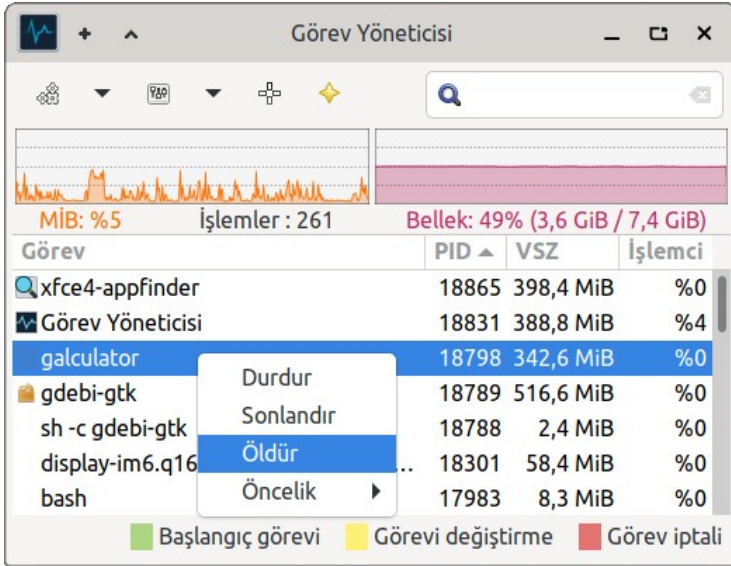 Görev Yöneticisi
MİB: %5 İşlemler : 261 Bellek: 49% (3,6 GiB / 7,4 GiB)
Görev PID VSZ İşlemci
xfce4-appfinder 18865 398,4 MiB %0
Görev Yöneticisi 18831 388,8 MiB %4
galculator 18798 342,6 MiB %0
gdebi-gtk 18789 516,6 MiB %0
sh -c gdebi-gtk 18788 2,4 MiB %0
display-im6.q16 ... 18301 58,4 MiB %0
bash 17983 8,3 MiB %0
Durdur
Sonlandır
Öldür
Öncelik
Başlangıç görevi Görevi değiştirme Görev iptali